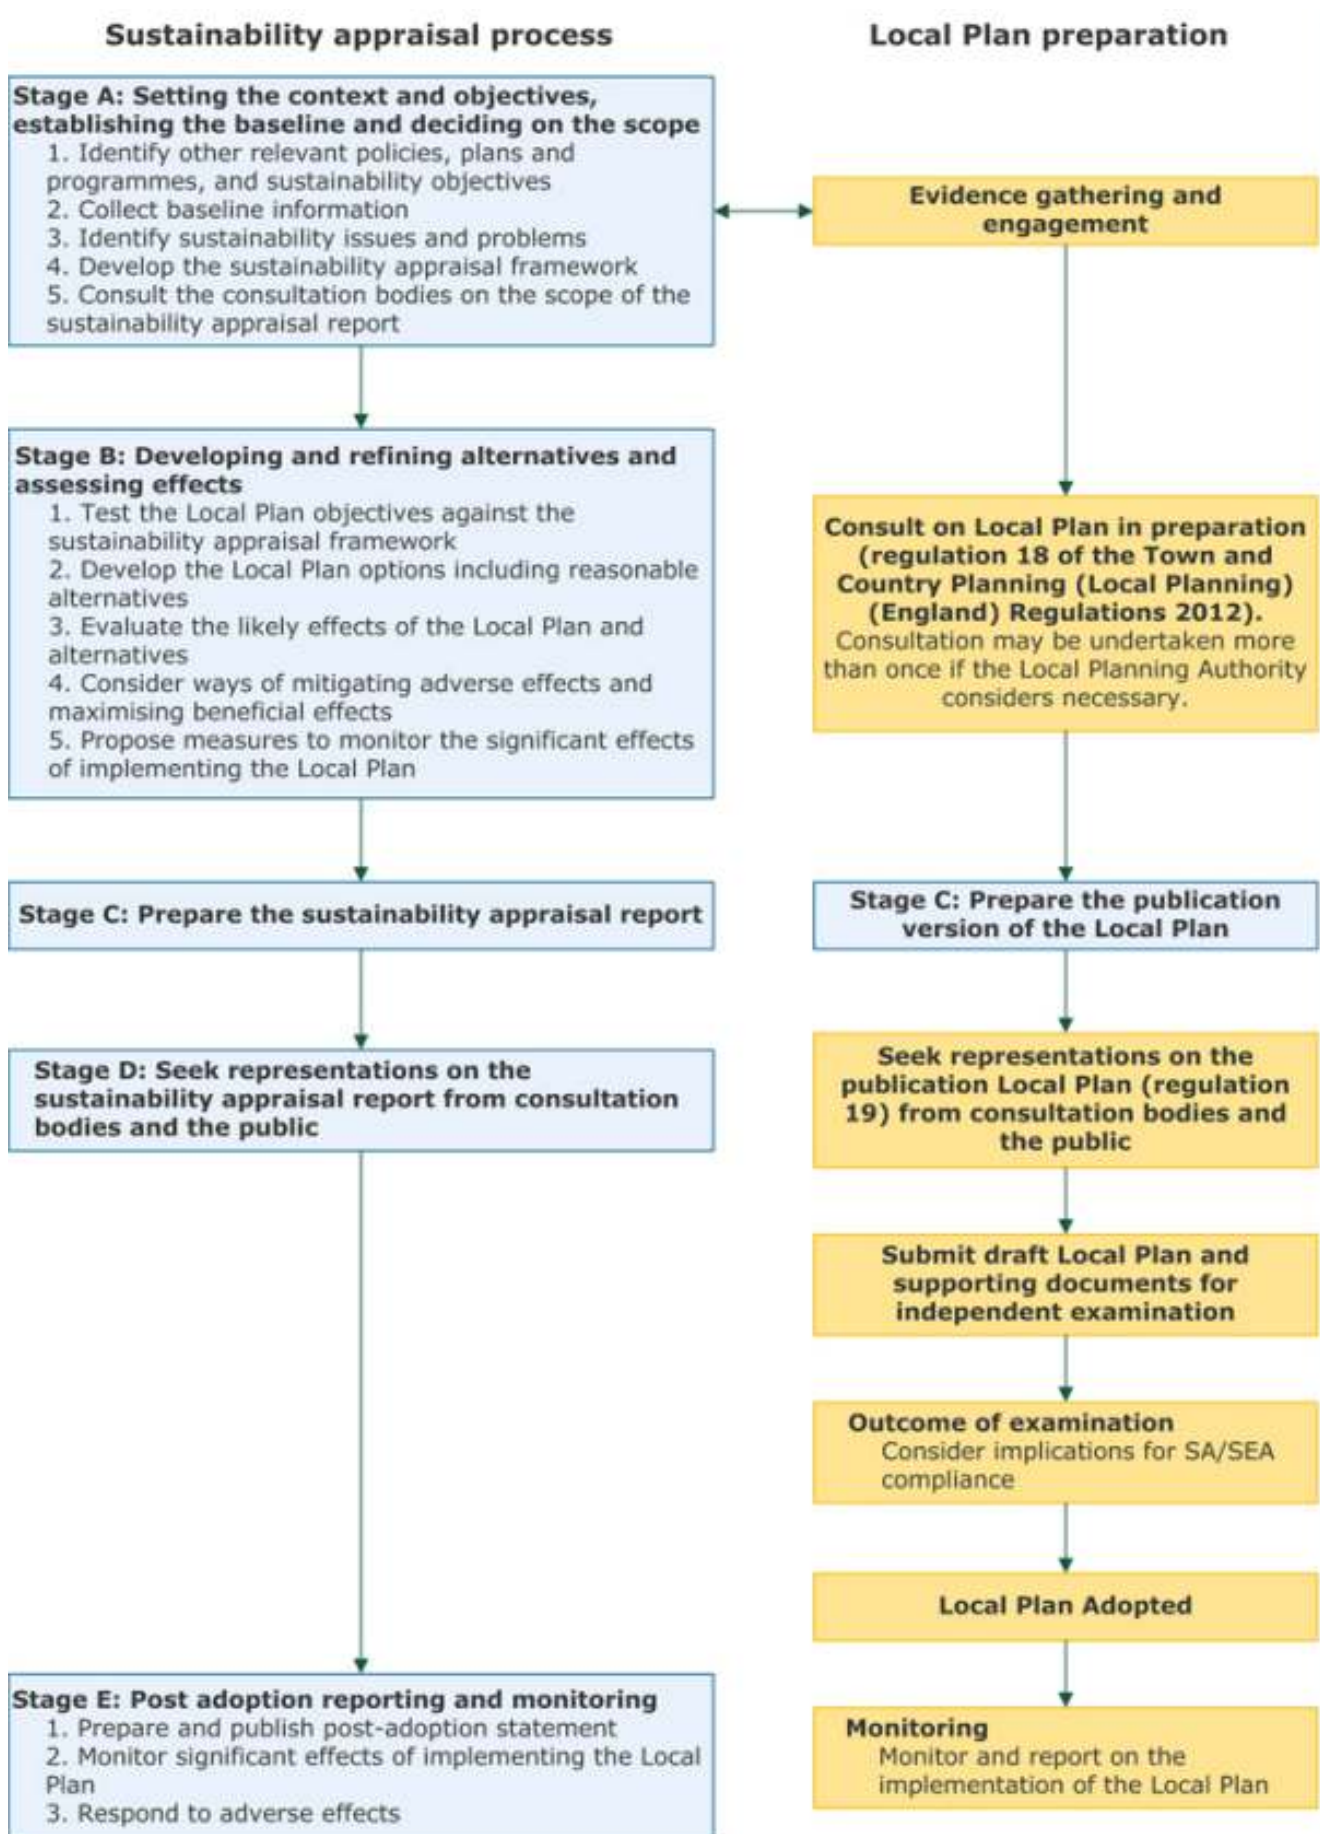 Sustainability appraisal process
Stage A: Setting the context and objectives,
establishing the baseline and deciding on the scope
1. Identify other relevant policies, plans and
programmes, and sustainability objectives
2. Collect baseline information
3. Identify sustainability issues and problems
4. Develop the sustainability appraisal framework
5. Consult the consultation bodies on the scope of the
sustainability appraisal report
Stage B: Developing and refining alternatives and
assessing effects
1. Test the Local Plan objectives against the
sustainability appraisal framework
2. Develop the Local Plan options including reasonable
alternatives
3. Evaluate the likely effects of the Local Plan and
alternatives
4. Consider ways of mitigating adverse effects and
maximising beneficial effects
5. Propose measures to monitor the significant effects
of implementing the Local Plan
Stage C: Prepare the sustainability appraisal report
Stage D: Seek representations on the
sustainability appraisal report from consultation
bodies and the public
Stage E: Post adoption reporting and monitoring
1. Prepare and publish post-adoption statement
2. Monitor significant effects of implementing the Local
Plan
3. Respond to adverse effects
Local Plan preparation
Evidence gathering and
engagement
Consult on Local Plan in preparation
(regulation 18 of the Town and
Country Planning (Local Planning)
(England) Regulations 2012).
Consultation may be undertaken more
than once if the Local Planning Authority
considers necessary.
Stage C: Prepare the publication
version of the Local Plan
Seek representations on the
publication Local Plan (regulation
19) from consultation bodies and
the public
Submit draft Local Plan and
supporting documents for
independent examination
Outcome of examination
Consider implications for SA/SEA
compliance
Local Plan Adopted
Monitoring
Monitor and report on the
implementation of the Local Plan